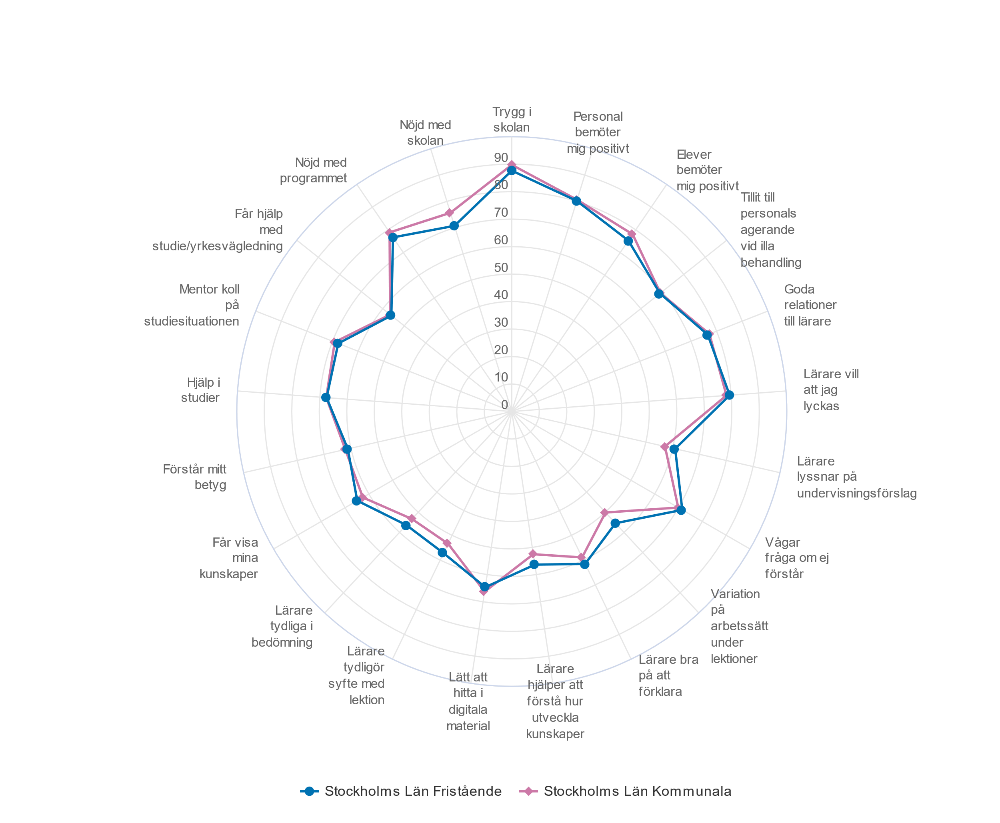 Trygg i
skolan
Personal
bemöter
mig positivt
Elever
bemöter
mig positivt
Tillit till
personals
agerande
vid illa
behandling
Goda
relationer
till lärare
Lärare vill
att jag
lyckas
Lärare
lyssnar på
undervisningsförslag
Vågar
fråga om ej
förstår
Variation
på
arbetssätt
under
lektioner
Lärare bra
på att
förklara
Lärare
hjälper att
förstå hur
utveckla
kunskaper
Lätt att
hitta i
digitala
material
Lärare
tydligör
syfte med
lektion
Lärare
tydliga i
bedömning
Får visa
mina
kunskaper
Förstår mitt
betyg
Hjälp i
studier
Mentor koll
på
studiesituationen
Får hjälp
med
studie/yrkesvägledning
Nöjd med
programmet
Nöjd med
skolan
90
80
70
60
50
40
30
20
10
0
Stockholms Län Fristående
Stockholms Län Kommunala